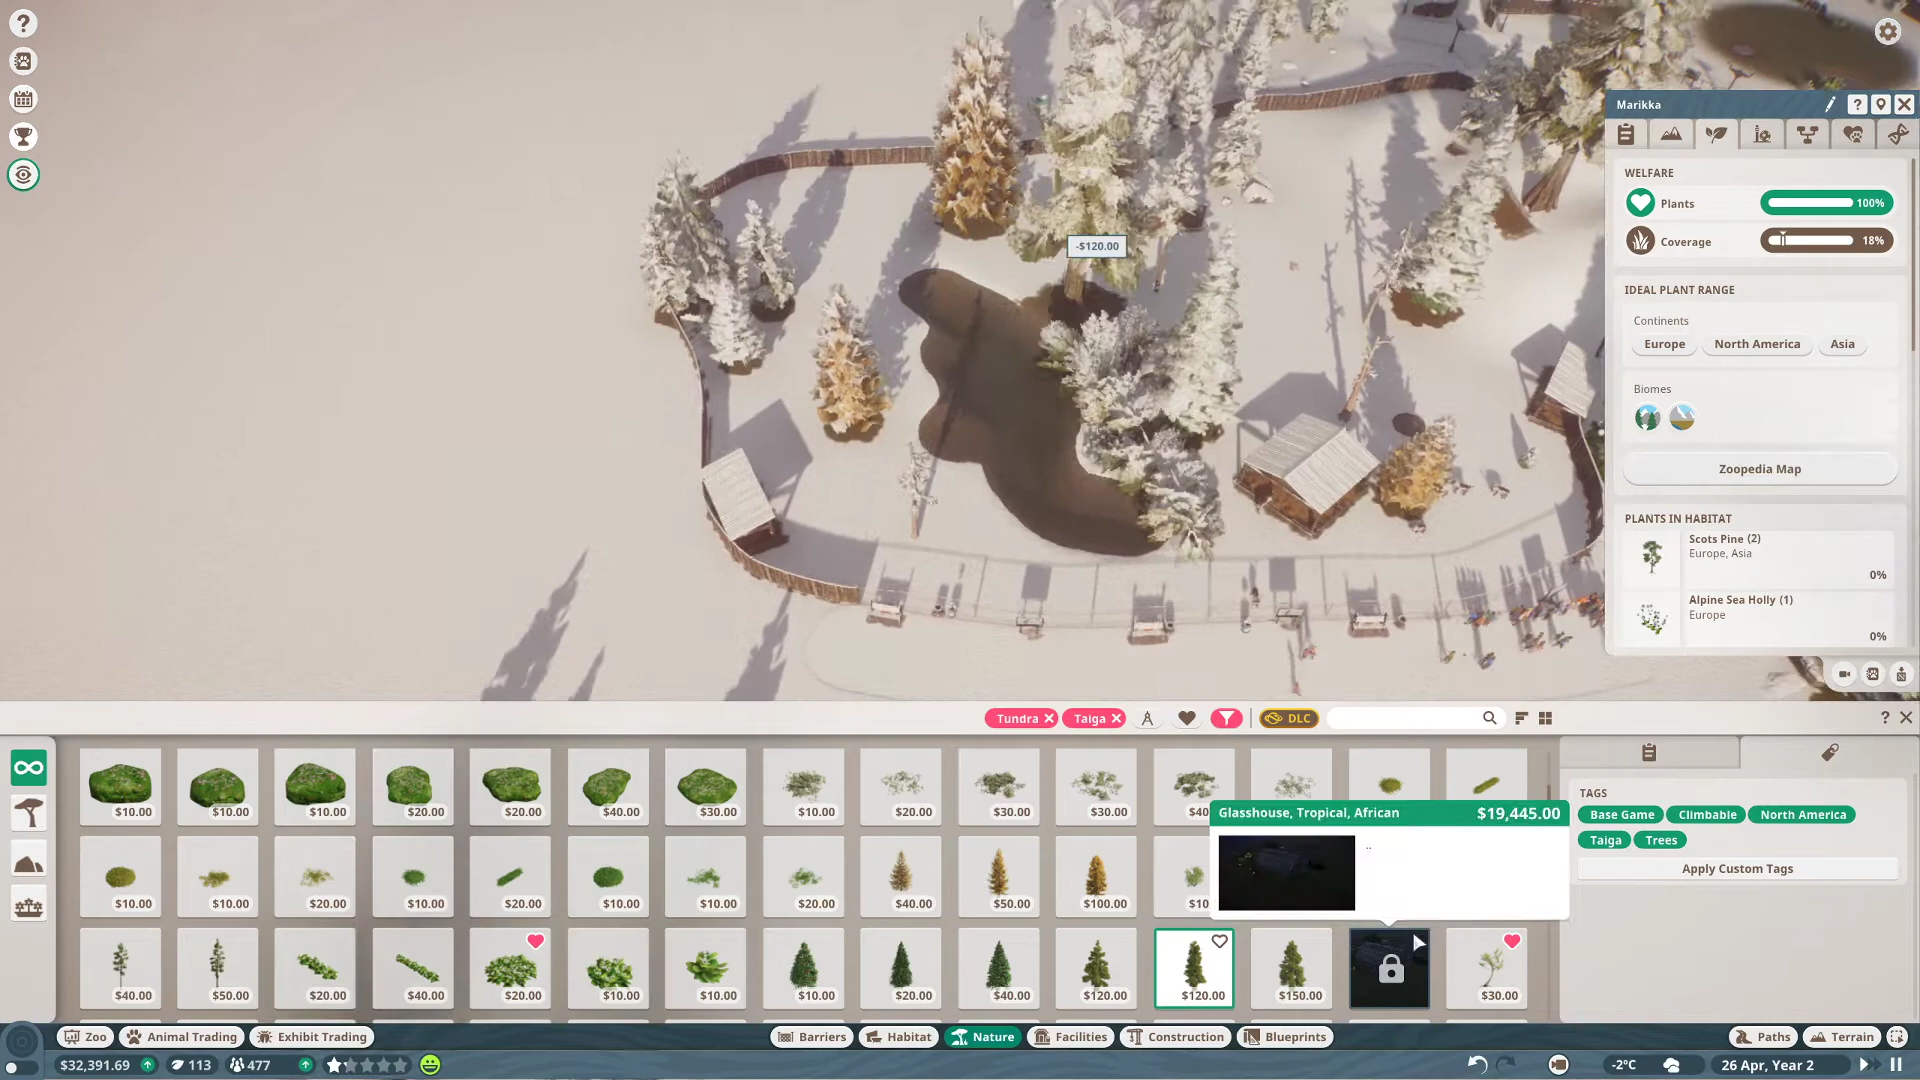 -$120.00
Marikka
?
WELFARE
Plants 100%
Coverage 18%
IDEAL PLANT RANGE
Continents
Europe North America Asia
Biomes
Zoopedia Map
PLANTS IN HABITAT
Scots Pine (2)
Europe, Asia
0%
Alpine Sea Holly (1)
Europe
0%
Tundra Taiga DLC ?
$10.00 $10.00 $10.00 $20.00 $20.00 $40.00 $30.00 $10.00 $20.00 $30.00 $30.00 $10.00 $20.00
Glasshouse, Tropical, African $19,445.00
..
$10.00 $10.00 $20.00 $10.00 $20.00 $10.00 $10.00 $20.00 $40.00 $50.00 $100.00
$40.00 $50.00 $20.00 $40.00 $20.00 $10.00 $10.00 $10.00 $20.00 $40.00 $120.00 $120.00 $150.00 $30.00
TAGS
Base Game Climbable North America
Taiga Trees
Apply Custom Tags
Zoo Animal Trading Exhibit Trading Barriers Habitat Nature Facilities Construction Blueprints Paths Terrain
$32,391.69 113 477 -2°C 26 Apr, Year 2